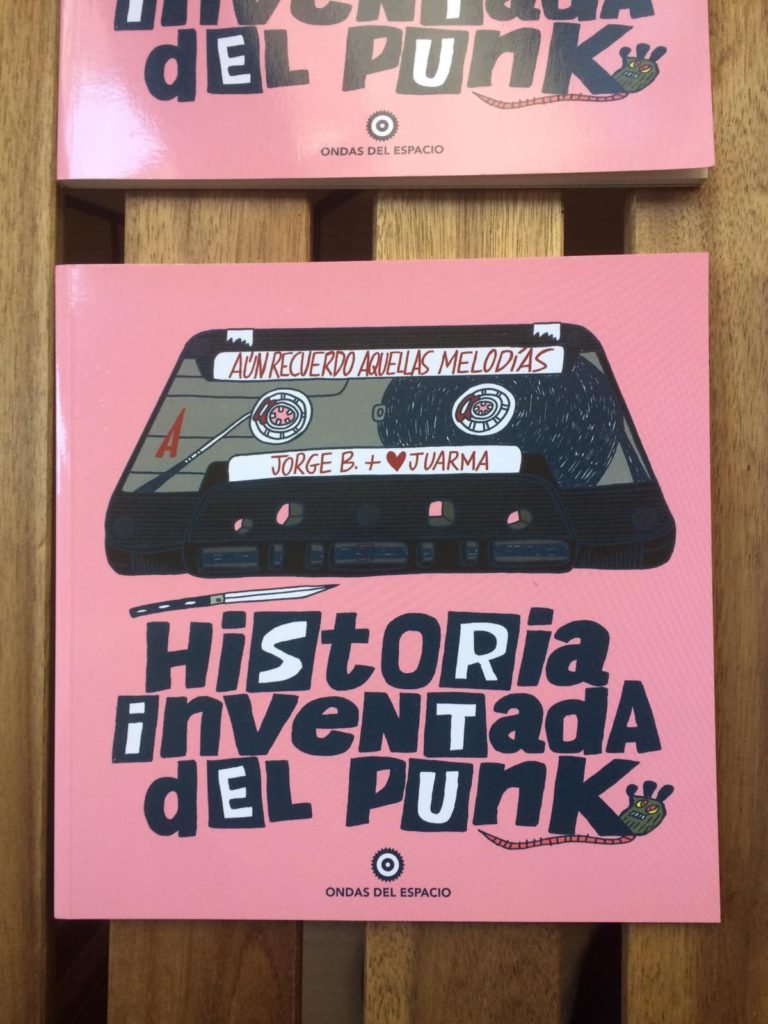 inventada
dEL PUnK
ONDAS DEL ESPACIO
AÚN RECUERDO AQUELLAS MELODÍAS
A
JORGE B. + ♥ JUARMA
HiStORia
inventadA
dEL PUnK
ONDAS DEL ESPACIO